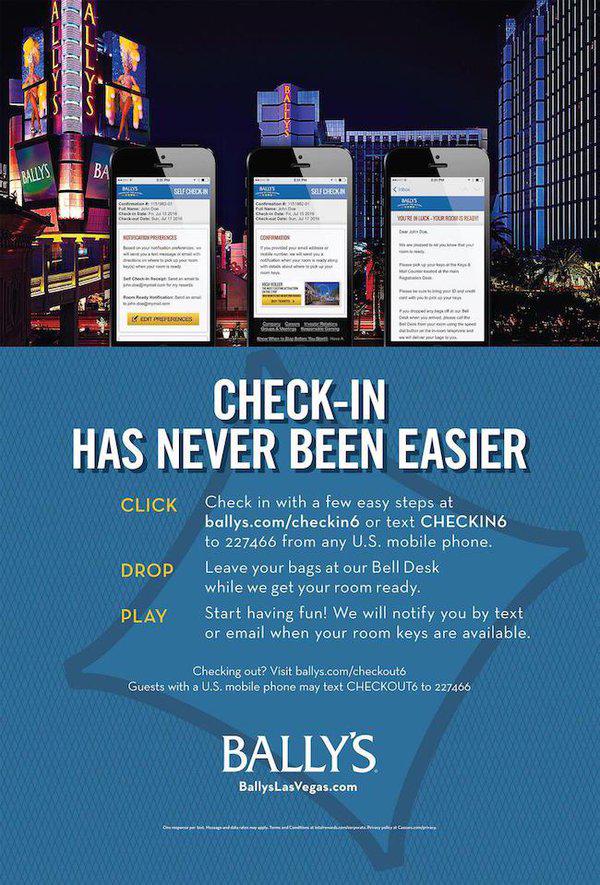 BALLY'S
BALLY'S
BALLY'S
BA
BALLY'S
BALLY'S
SELF CHECK-IN
Confirmation #: 1151982-01
Full Name: John Doe
Check-in Date: Fri, Jul 15 2016
Check-out Date: Sun, Jul 17 2016
NOTIFICATION PREFERENCES
Based on your notification preferences, we
will send you a text message or email with
directions on where to pick up your room
key(s) when your room is ready.
Self Check-In Receipt: Send an email to
john.doe@mymail.com for my records
Room Ready Notification: Send an email
to john.doe@mymail.com
EDIT PREFERENCES
BALLY'S
SELF CHECK-IN
Confirmation #: 1151982-01
Full Name: John Doe
Check-in Date: Fri, Jul 15 2016
Check-out Date: Sun, Jul 17 2016
CONFIRMATION
If you provided your email address or
mobile number, we will send you a
notification when your room is ready along
with details about where to pick up your
room keys.
HIGH ROLLER
BUY TICKETS
Company Careers Investor Relations
Groups & Meetings Responsible Gaming
Know When to Stop Before You Start® Have A
Inbox
BALLY'S
YOU'RE IN LUCK - YOUR ROOM IS READY!
Dear John Doe,
We are pleased to let you know that your
room is ready.
Please pick up your keys at the Keys &
Mail Counter located at the main
Registration Desk.
Please be sure to bring your ID and credit
card with you to pick up your keys.
If you dropped any bags off at our Bell
Desk when you arrived, please call the
Bell Desk from your room using the speed
dial button on the in-room telephone and
we will deliver your bags to you.
CHECK-IN
HAS NEVER BEEN EASIER
CLICK Check in with a few easy steps at
ballys.com/checkin6 or text CHECKIN6
to 227466 from any U.S. mobile phone.
DROP Leave your bags at our Bell Desk
while we get your room ready.
PLAY Start having fun! We will notify you by text
or email when your room keys are available.
Checking out? Visit ballys.com/checkout6
Guests with a U.S. mobile phone may text CHECKOUT6 to 227466
BALLY'S
BallysLasVegas.com
One response per text. Message and data rates may apply. Terms and Conditions at totalrewards.com/corporate. Privacy policy at Caesars.com/privacy.